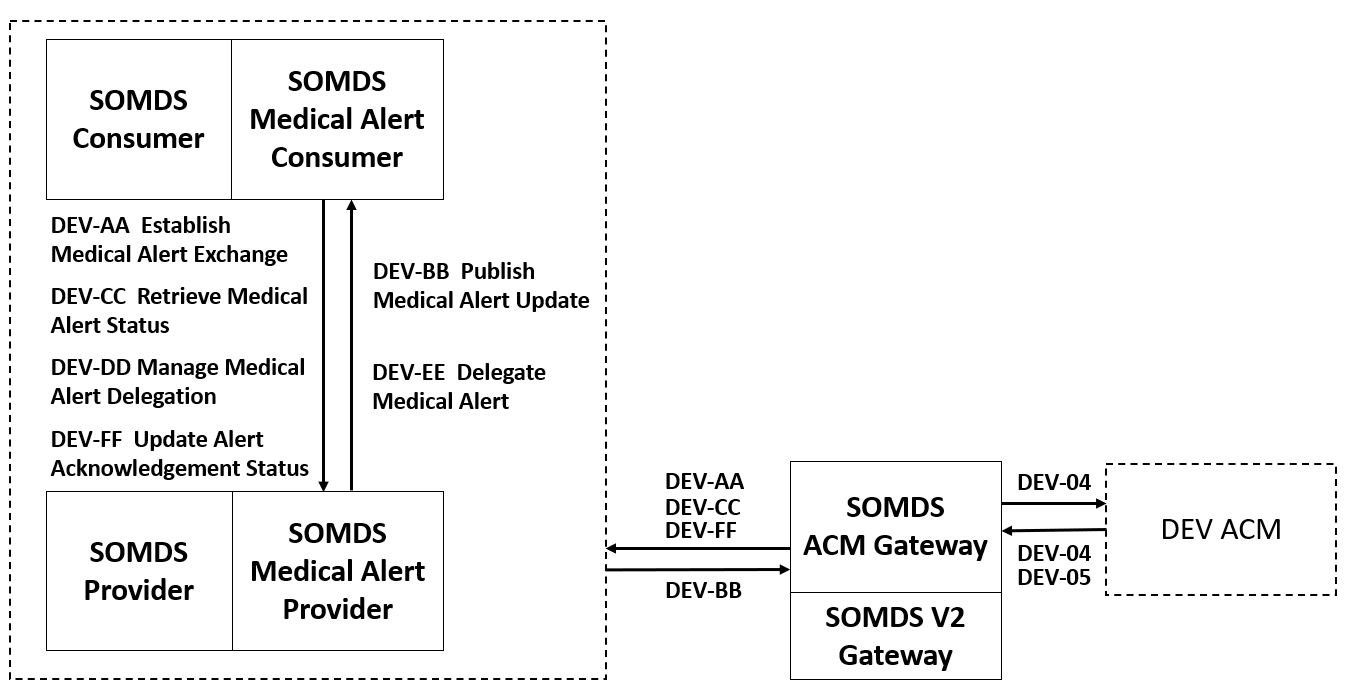 SOMDS
Consumer
SOMDS
Medical Alert
Consumer
DEV-AA  Establish
Medical Alert Exchange
DEV-CC  Retrieve Medical
Alert Status
DEV-DD Manage Medical
Alert Delegation
DEV-FF  Update Alert
Acknowledgement Status
DEV-BB  Publish
Medical Alert Update
DEV-EE  Delegate
Medical Alert
SOMDS
Provider
SOMDS
Medical Alert
Provider
DEV-AA
DEV-CC
DEV-FF
DEV-BB
SOMDS
ACM Gateway
SOMDS V2
Gateway
DEV-04
DEV-04
DEV-05
DEV ACM